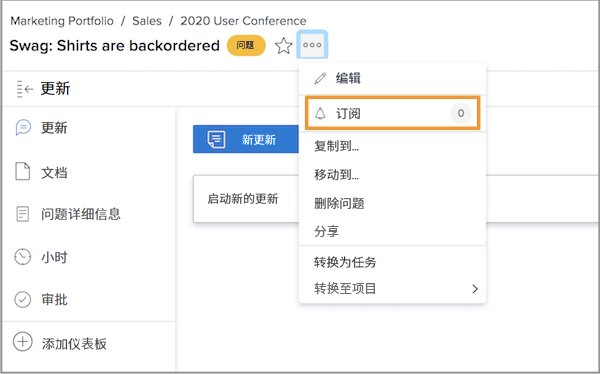 Marketing Portfolio / Sales / 2020 User Conference
Swag: Shirts are backordered 问题
更新
更新
文档
问题详细信息
小时
审批
添加仪表板
新更新
启动新的更新
编辑
订阅 0
复制到...
移动到...
删除问题
分享
转换为任务
转换至项目